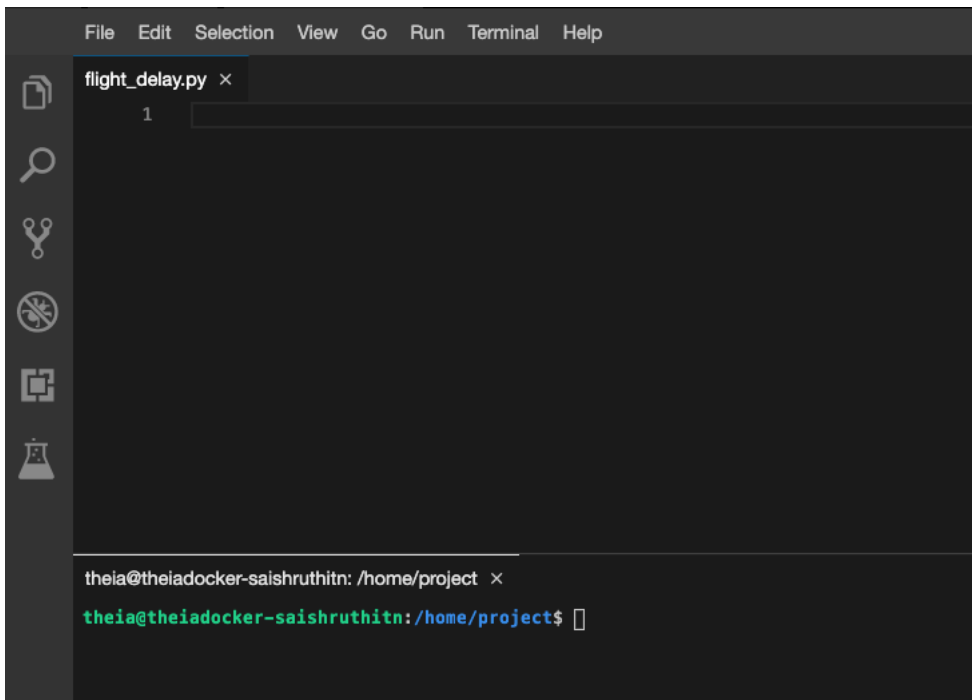 File Edit Selection View Go Run Terminal Help
flight_delay.py ×
1
theia@theiadocker-saishruthitn: /home/project ×
theia@theiadocker-saishruthitn:/home/project$